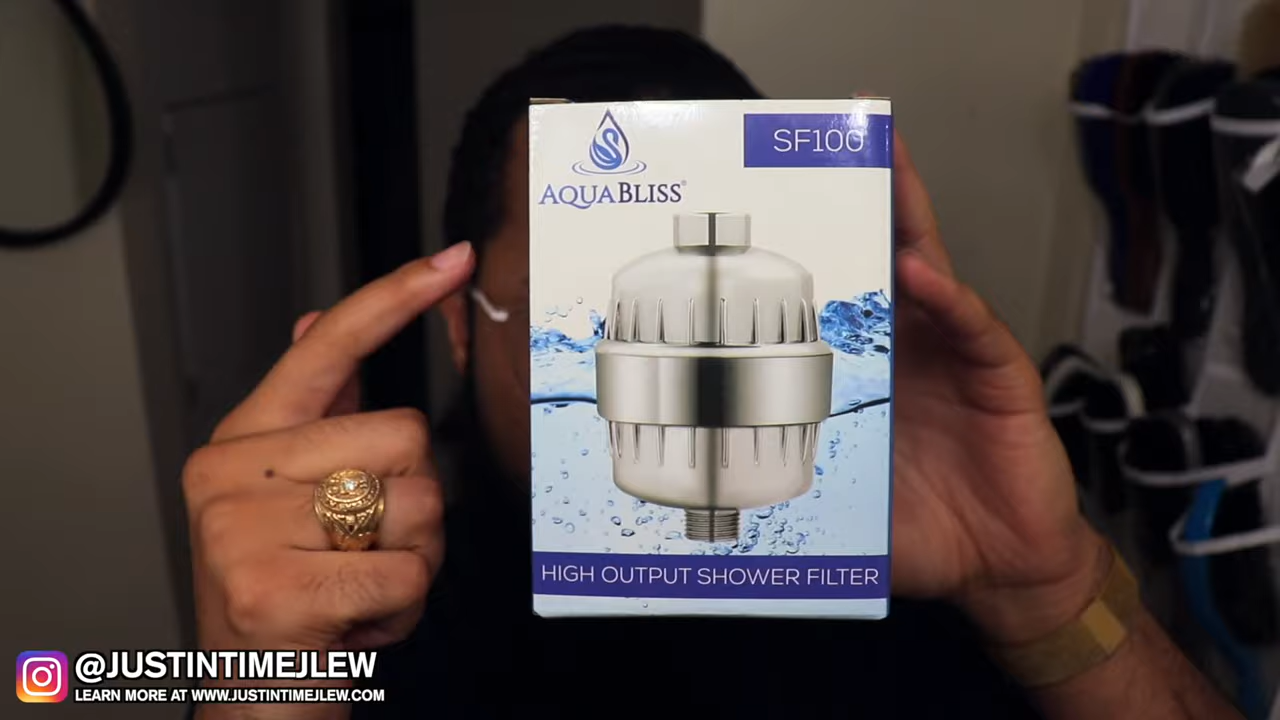 SF100
AQUABLISS®
HIGH OUTPUT SHOWER FILTER
@JUSTINTIMEJLEW
LEARN MORE AT WWW.JUSTINTIMEJLEW.COM